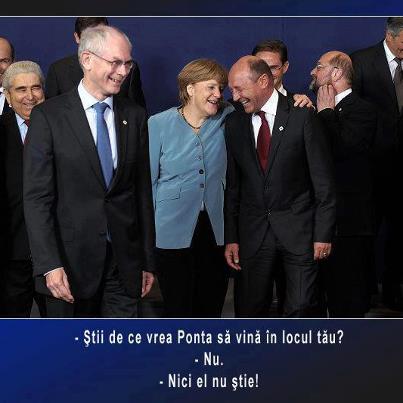 - Ştii de ce vrea Ponta să vină în locul tău?
- Nu.
- Nici el nu ştie!